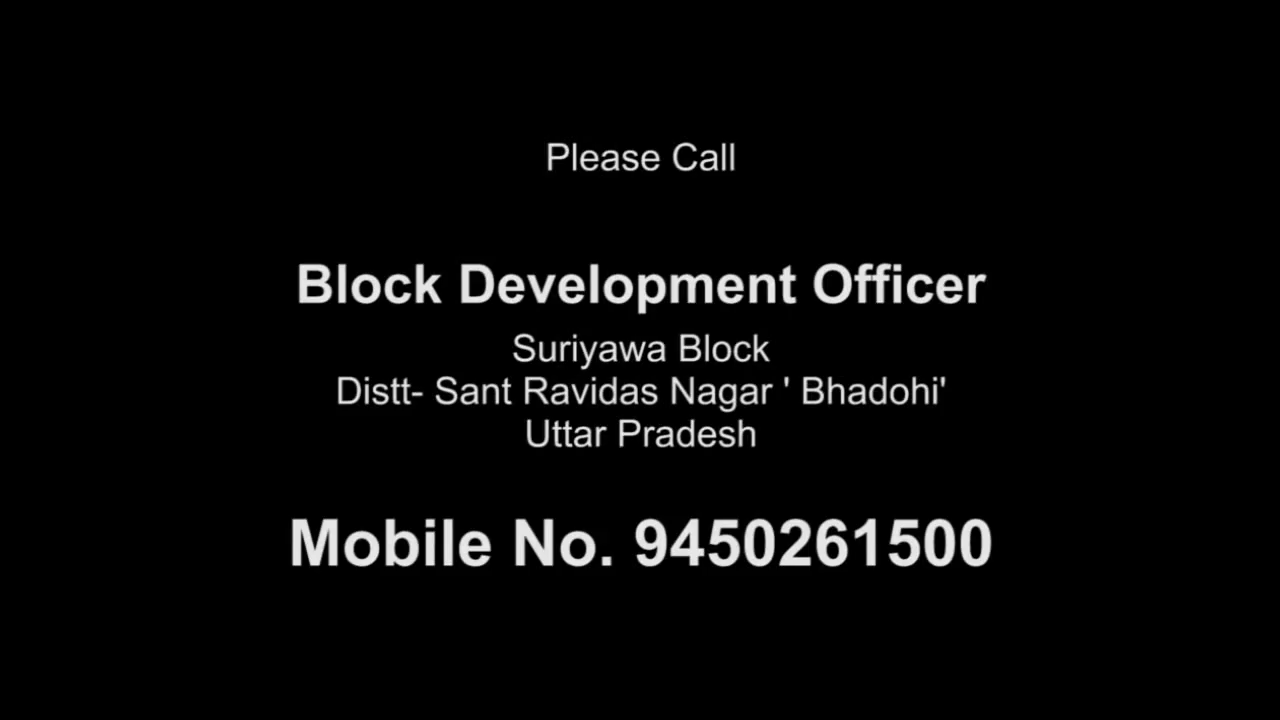 Please Call
Block Development Officer
Suriyawa Block
Distt- Sant Ravidas Nagar ' Bhadohi'
Uttar Pradesh
Mobile No. 9450261500